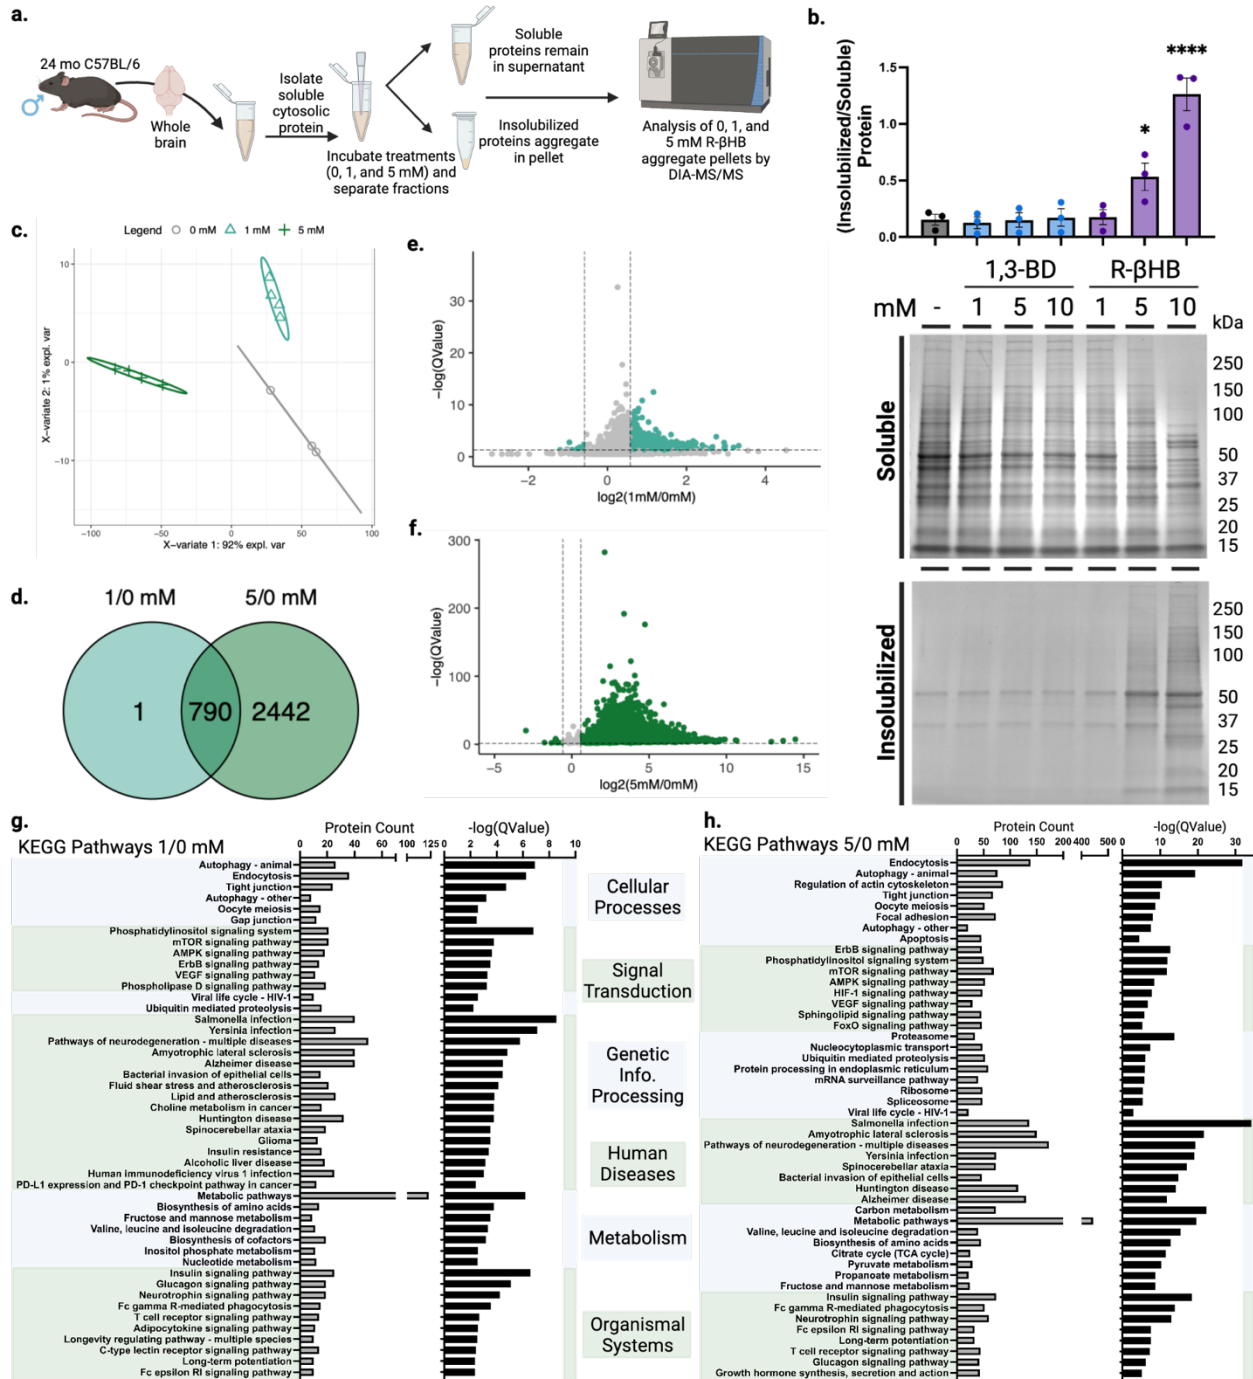 a.
24 mo C57BL/6
Whole
brain
Isolate
soluble
cytosolic
protein
Incubate treatments
(0, 1, and 5 mM) and
separate fractions
Soluble
proteins remain
in supernatant
Insolubilized
proteins aggregate
in pellet
Analysis of 0, 1, and
5 mM R-βHB
aggregate pellets by
DIA-MS/MS
b.
(Insolubilized/Soluble)
Protein
1.5
1.0
0.5
0.0
*
****
1,3-BD
R-βHB
mM - 1 5 10 1 5 10
kDa
Soluble
250
150
100
50
37
25
20
15
Insolubilized
250
150
100
50
37
25
20
15
c.
Legend 0 mM 1 mM 5 mM
X-variate 2: 1% expl. var
10
0
−10
−100 −50 0 50 100
X-variate 1: 92% expl. var
d.
1/0 mM 5/0 mM
1 790 2442
e.
−log(QValue)
30
20
10
0
−2 0 2 4
log2(1mM/0mM)
f.
−log(QValue)
300
200
100
0
−5 0 5 10 15
log2(5mM/0mM)
g.
KEGG Pathways 1/0 mM
Protein Count
0 20 40 60 100 125
-log(QValue)
0 2 4 6 8 10
Autophagy - animal
Endocytosis
Tight junction
Autophagy - other
Oocyte meiosis
Gap junction
Phosphatidylinositol signaling system
mTOR signaling pathway
AMPK signaling pathway
ErbB signaling pathway
VEGF signaling pathway
Phospholipase D signaling pathway
Viral life cycle - HIV-1
Ubiquitin mediated proteolysis
Salmonella infection
Yersinia infection
Pathways of neurodegeneration - multiple diseases
Amyotrophic lateral sclerosis
Alzheimer disease
Bacterial invasion of epithelial cells
Fluid shear stress and atherosclerosis
Lipid and atherosclerosis
Choline metabolism in cancer
Huntington disease
Spinocerebellar ataxia
Glioma
Insulin resistance
Alcoholic liver disease
Human immunodeficiency virus 1 infection
PD-L1 expression and PD-1 checkpoint pathway in cancer
Metabolic pathways
Biosynthesis of amino acids
Fructose and mannose metabolism
Valine, leucine and isoleucine degradation
Biosynthesis of cofactors
Inositol phosphate metabolism
Nucleotide metabolism
Insulin signaling pathway
Glucagon signaling pathway
Neurotrophin signaling pathway
Fc gamma R-mediated phagocytosis
T cell receptor signaling pathway
Adipocytokine signaling pathway
Longevity regulating pathway - multiple species
C-type lectin receptor signaling pathway
Long-term potentiation
Fc epsilon RI signaling pathway
Cellular
Processes
Signal
Transduction
Genetic
Info.
Processing
Human
Diseases
Metabolism
Organismal
Systems
h.
KEGG Pathways 5/0 mM
Protein Count
0 50 100 150 200 400 500
-log(QValue)
0 10 20 30
Endocytosis
Autophagy - animal
Regulation of actin cytoskeleton
Tight junction
Oocyte meiosis
Focal adhesion
Autophagy - other
Apoptosis
ErbB signaling pathway
Phosphatidylinositol signaling system
mTOR signaling pathway
AMPK signaling pathway
HIF-1 signaling pathway
VEGF signaling pathway
Sphingolipid signaling pathway
FoxO signaling pathway
Proteasome
Nucleocytoplasmic transport
Ubiquitin mediated proteolysis
Protein processing in endoplasmic reticulum
mRNA surveillance pathway
Ribosome
Spliceosome
Viral life cycle - HIV-1
Salmonella infection
Amyotrophic lateral sclerosis
Pathways of neurodegeneration - multiple diseases
Yersinia infection
Spinocerebellar ataxia
Bacterial invasion of epithelial cells
Huntington disease
Alzheimer disease
Carbon metabolism
Metabolic pathways
Valine, leucine and isoleucine degradation
Biosynthesis of amino acids
Citrate cycle (TCA cycle)
Pyruvate metabolism
Propanoate metabolism
Fructose and mannose metabolism
Insulin signaling pathway
Fc gamma R-mediated phagocytosis
Neurotrophin signaling pathway
Fc epsilon RI signaling pathway
Long-term potentiation
T cell receptor signaling pathway
Glucagon signaling pathway
Growth hormone synthesis, secretion and action